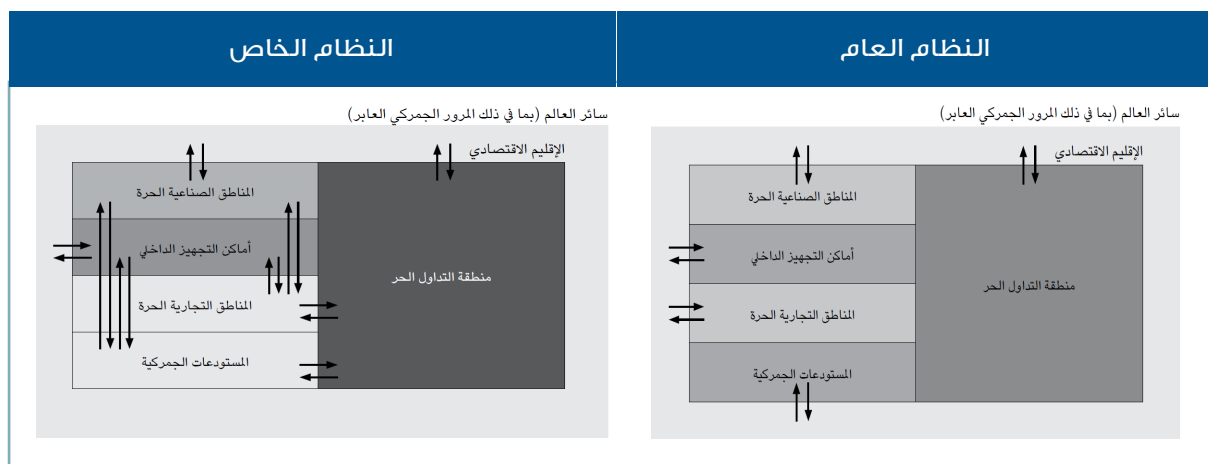 النظام العام
سائر العالم (بما في ذلك المرور الجمركي العابر)
الإقليم الاقتصادي
المناطق الصناعية الحرة
أماكن التجهيز الداخلي
منطقة التداول الحر
المناطق التجارية الحرة
المستودعات الجمركية
النظام الخاص
سائر العالم (بما في ذلك المرور الجمركي العابر)
الإقليم الاقتصادي
المناطق الصناعية الحرة
أماكن التجهيز الداخلي
منطقة التداول الحر
المناطق التجارية الحرة
المستودعات الجمركية